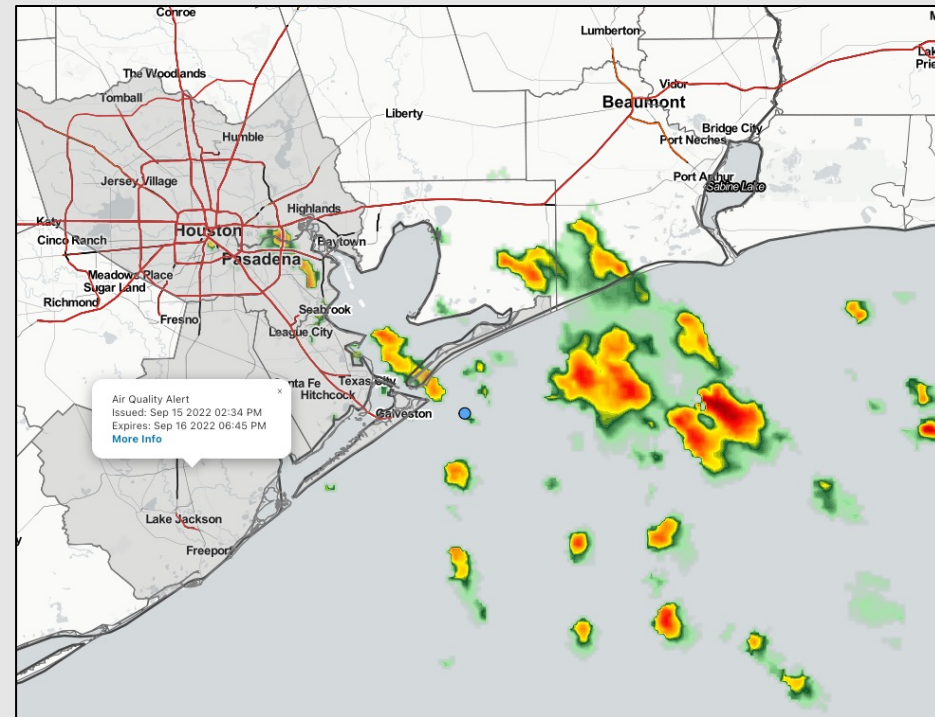 Conroe
Lumberton
The Woodlands
Tomball
Vidor
Beaumont
Liberty
Humble
Bridge City
Port Neches
Jersey Village
Port Arthur
Sabine Lake
Highlands
Katy
Houston
Cinco Ranch
Baytown
Pasadena
Meadows Place
Sugar Land
Richmond
Seabrook
Fresno
League City
Texas City
nta Fe
Hitchcock
Galveston
×
Air Quality Alert
Issued: Sep 15 2022 02:34 PM
Expires: Sep 16 2022 06:45 PM
More Info
Lake Jackson
Freeport